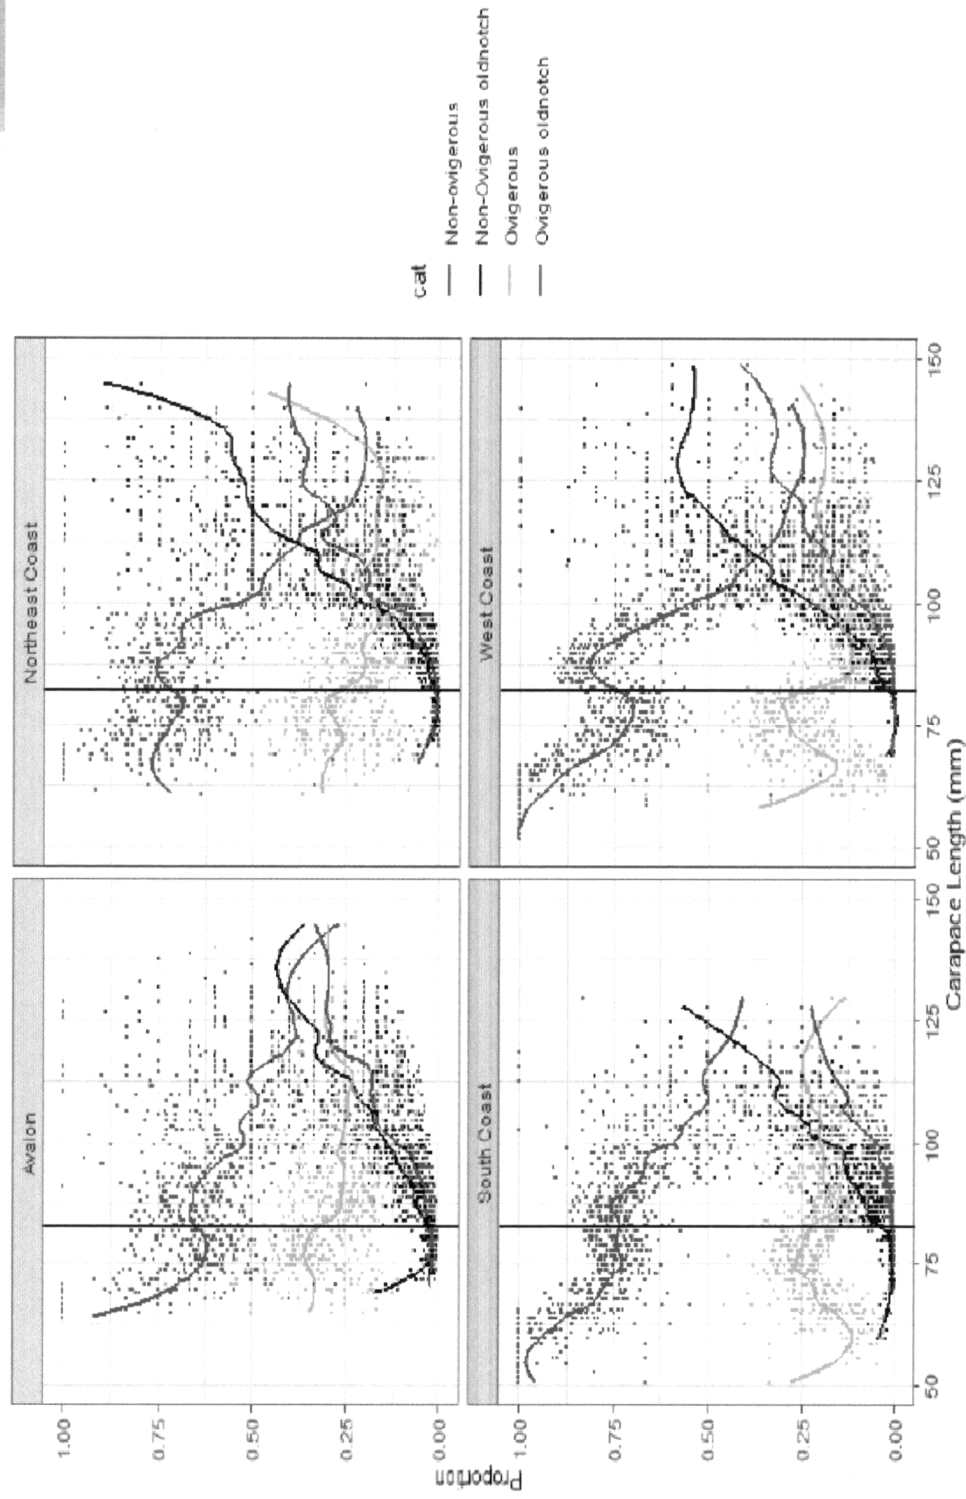 Avalon
Northeast Coast
South Coast
West Coast
1.00
0.75
0.50
0.25
0.00
1.00
0.75
0.50
0.25
0.00
Proportion
50
75
100
125
150
50
75
100
125
150
Carapace Length (mm)
cat
Non-ovigerous
Non-Ovigerous oldnotch
Ovigerous
Ovigerous oldnotch